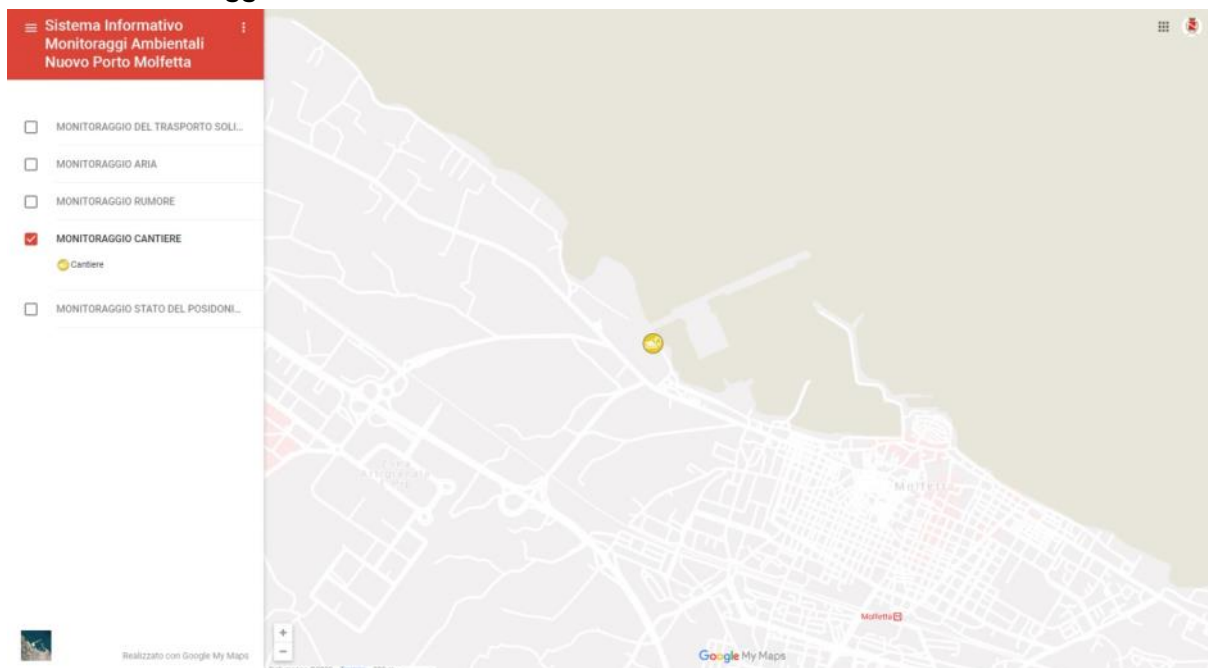 Sistema Informativo
Monitoraggi Ambientali
Nuovo Porto Molfetta
MONITORAGGIO DEL TRASPORTO SOLI...
MONITORAGGIO ARIA
MONITORAGGIO RUMORE
MONITORAGGIO CANTIERE
Cantiere
MONITORAGGIO STATO DEL POSIDONI...
Molfetta
Molfetta
Realizzato con Google My Maps
+
−
Google My Maps